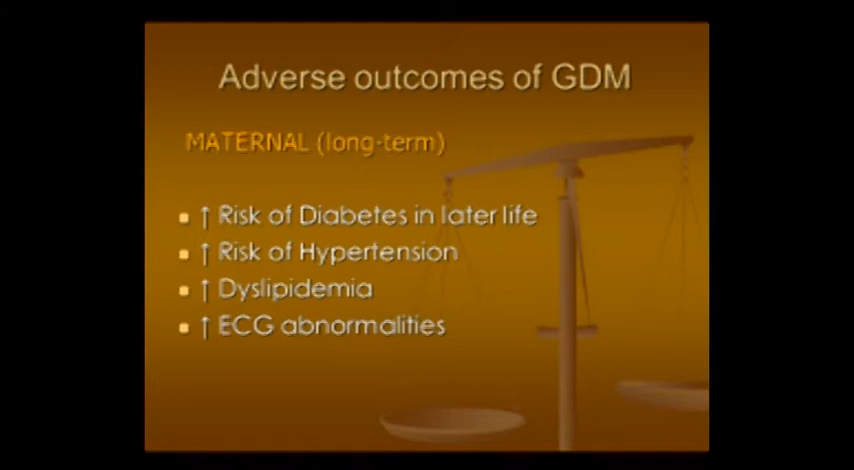 Adverse outcomes of GDM
MATERNAL (long-term)
↑ Risk of Diabetes in later life
↑ Risk of Hypertension
↑ Dyslipidemia
↑ ECG abnormalities